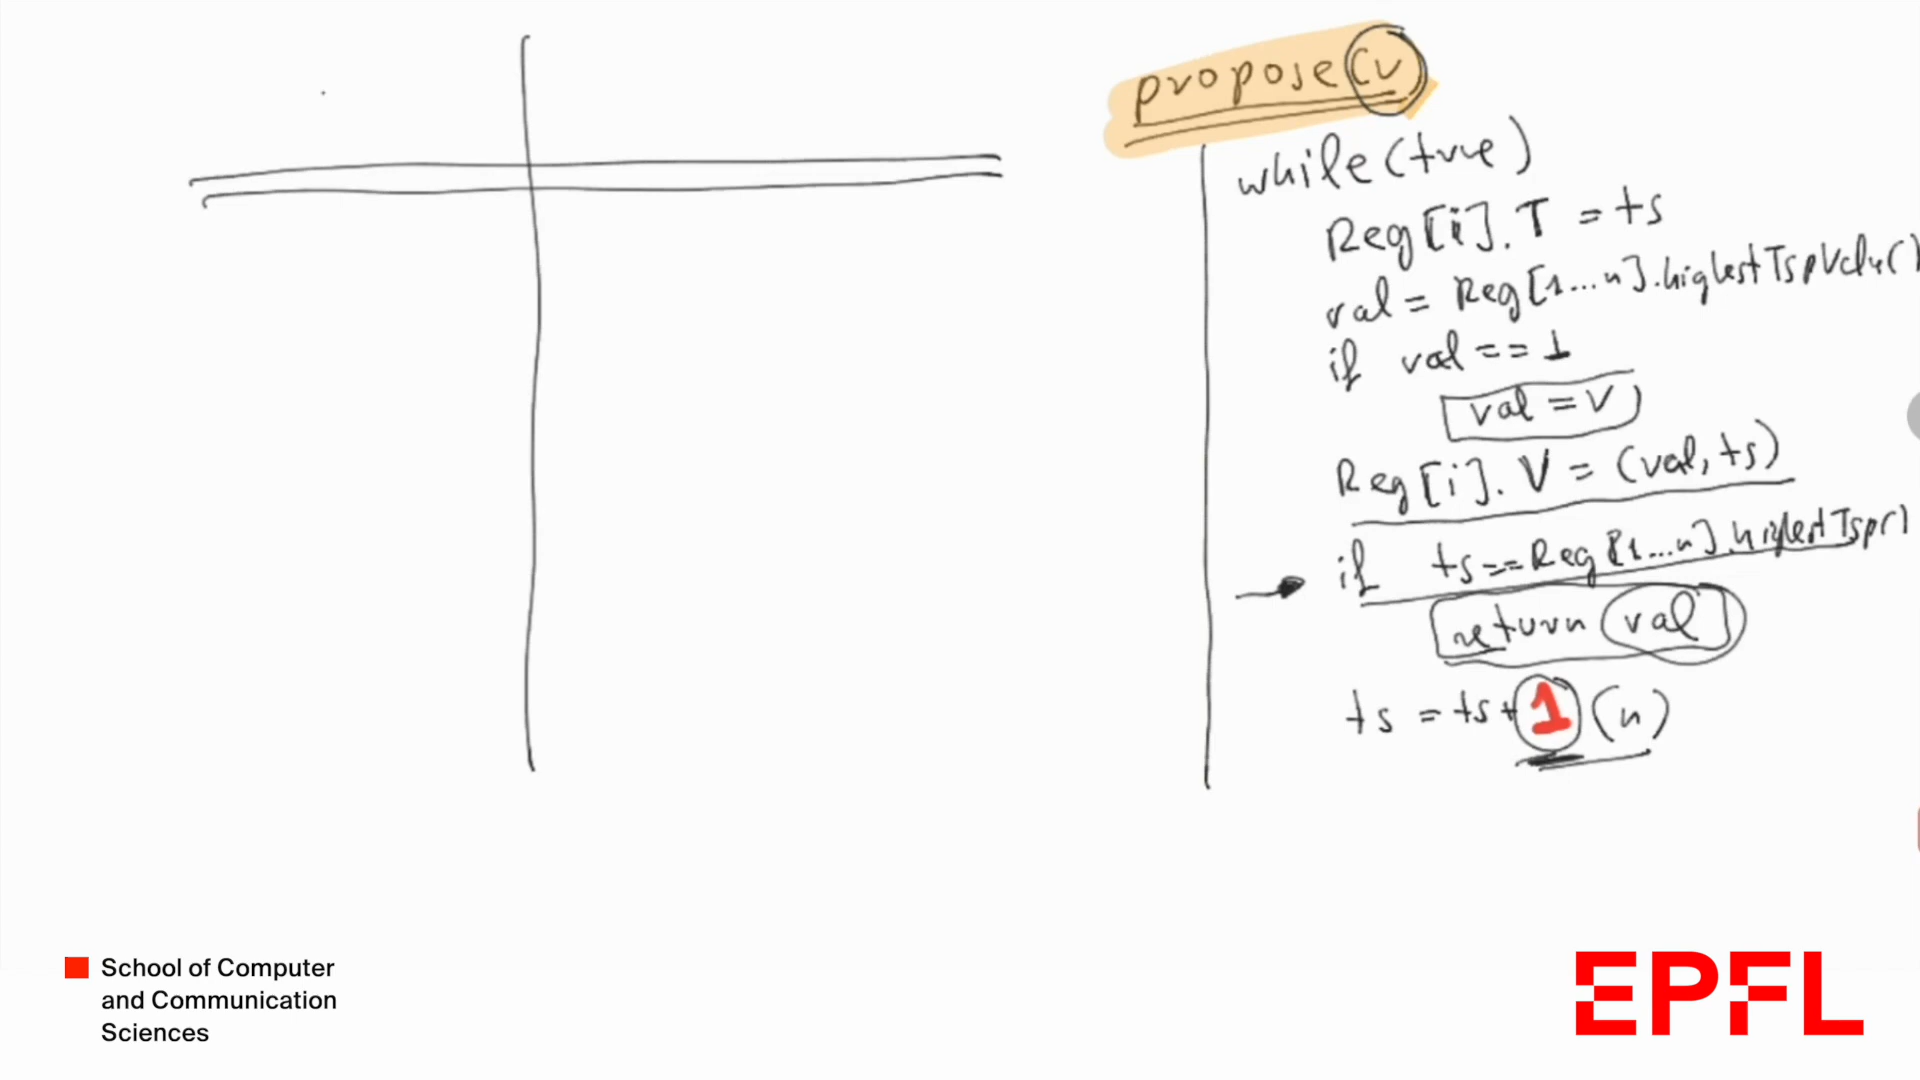 propose(v
while(true)
Reg[i].T = ts
val = Reg[1...n].highestTspValue()
if val == ⊥
val = V
Reg[i].V = (val, ts)
if ts == Reg[1...n].highestTsp()
return val
ts = ts + 1 (n)
School of Computer
and Communication
Sciences
EPFL